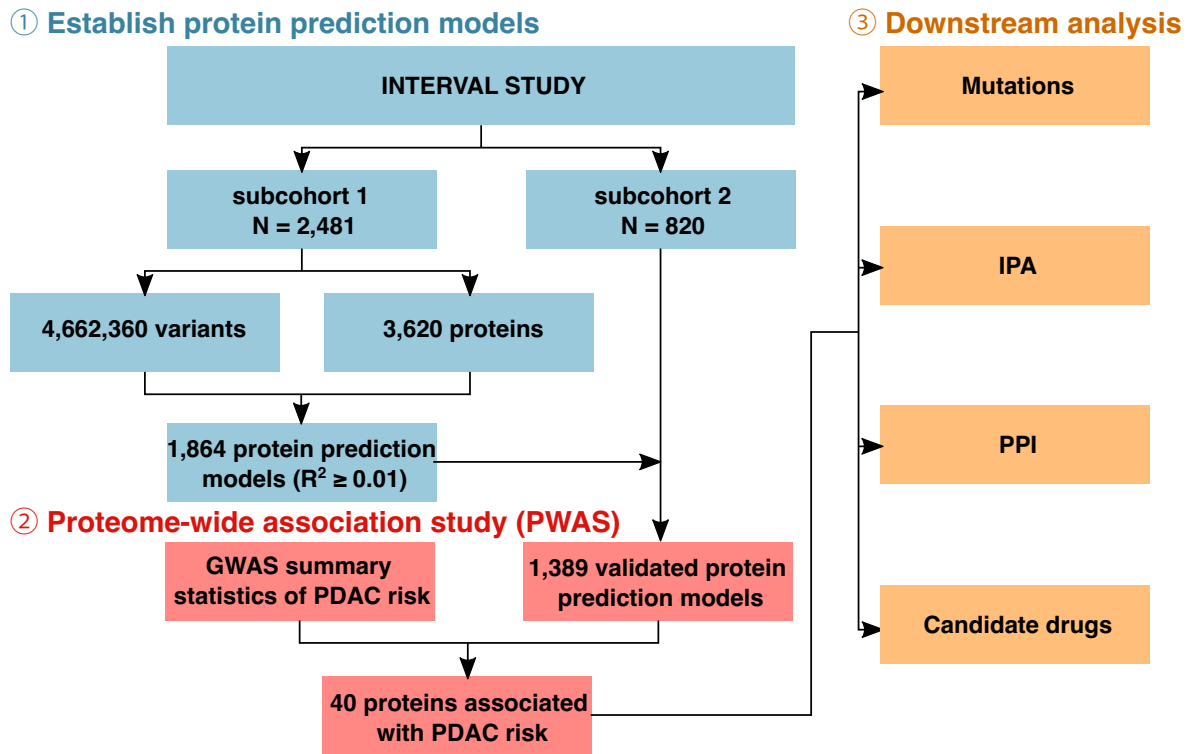 ① Establish protein prediction models
INTERVAL STUDY
subcohort 1
N = 2,481
subcohort 2
N = 820
4,662,360 variants
3,620 proteins
1,864 protein prediction
models (R² ≥ 0.01)
② Proteome-wide association study (PWAS)
GWAS summary
statistics of PDAC risk
1,389 validated protein
prediction models
40 proteins associated
with PDAC risk
③ Downstream analysis
Mutations
IPA
PPI
Candidate drugs